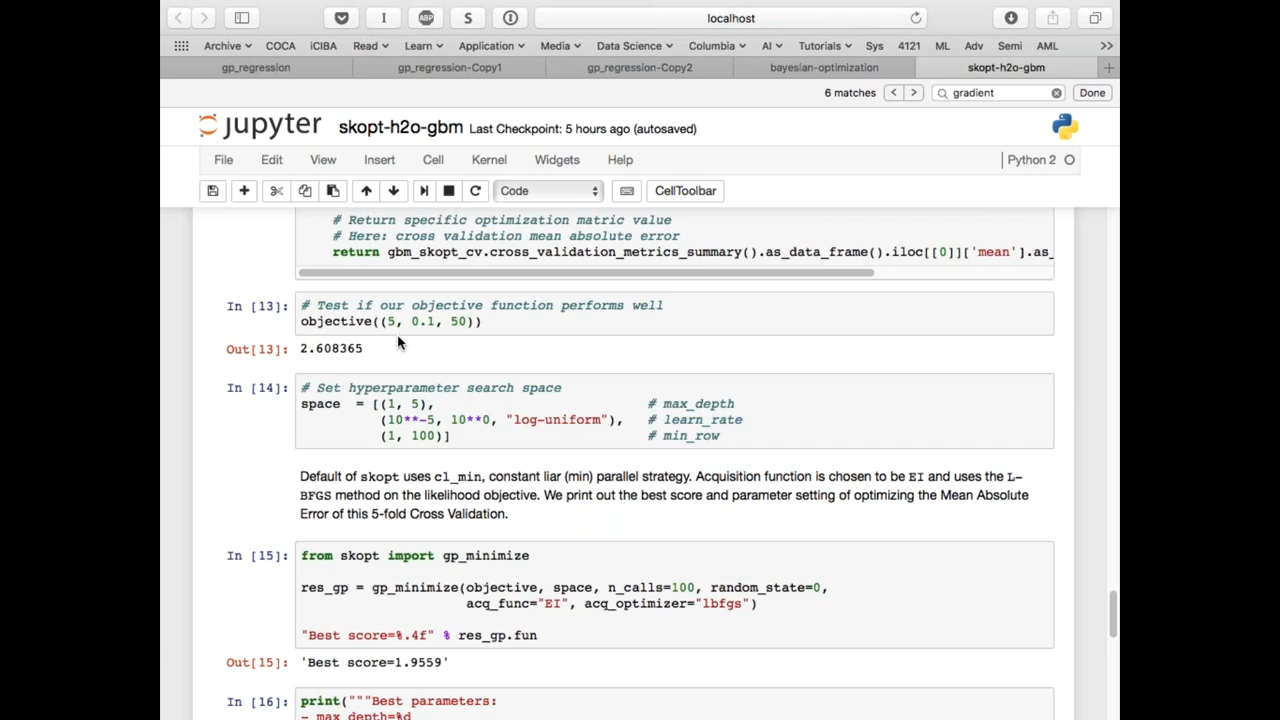 localhost
Archive COCA iCIBA Read Learn Application Media Data Science Columbia AI Tutorials Sys 4121 ML Adv Semi AML >>
gp_regression gp_regression-Copy1 gp_regression-Copy2 bayesian-optimization skopt-h2o-gbm +
6 matches < > gradient Done
jupyter skopt-h2o-gbm Last Checkpoint: 5 hours ago (autosaved)
File Edit View Insert Cell Kernel Widgets Help Python 2
Code CellToolbar
# Return specific optimization matric value
# Here: cross validation mean absolute error
return gbm_skopt_cv.cross_validation_metrics_summary().as_data_frame().iloc[[0]]['mean'].as_
In [13]: # Test if our objective function performs well
objective((5, 0.1, 50))
Out[13]: 2.608365
In [14]: # Set hyperparameter search space
space = [(1, 5), # max_depth
(10**-5, 10**0, "log-uniform"), # learn_rate
(1, 100)] # min_row
Default of skopt uses cl_min, constant liar (min) parallel strategy. Acquisition function is chosen to be EI and uses the L-
BFGS method on the likelihood objective. We print out the best score and parameter setting of optimizing the Mean Absolute
Error of this 5-fold Cross Validation.
In [15]: from skopt import gp_minimize
res_gp = gp_minimize(objective, space, n_calls=100, random_state=0,
acq_func="EI", acq_optimizer="lbfgs")
"Best score=%.4f" % res_gp.fun
Out[15]: 'Best score=1.9559'
In [16]: print("""Best parameters:
- max_depth=%d